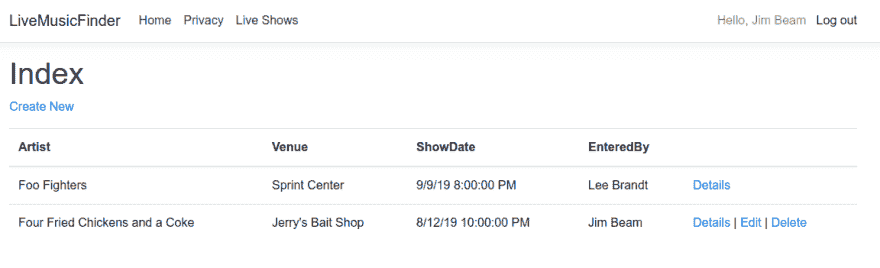 LiveMusicFinder Home Privacy Live Shows Hello, Jim Beam Log out
Index
Create New
Artist Venue ShowDate EnteredBy
Foo Fighters Sprint Center 9/9/19 8:00:00 PM Lee Brandt Details
Four Fried Chickens and a Coke Jerry's Bait Shop 8/12/19 10:00:00 PM Jim Beam Details | Edit | Delete